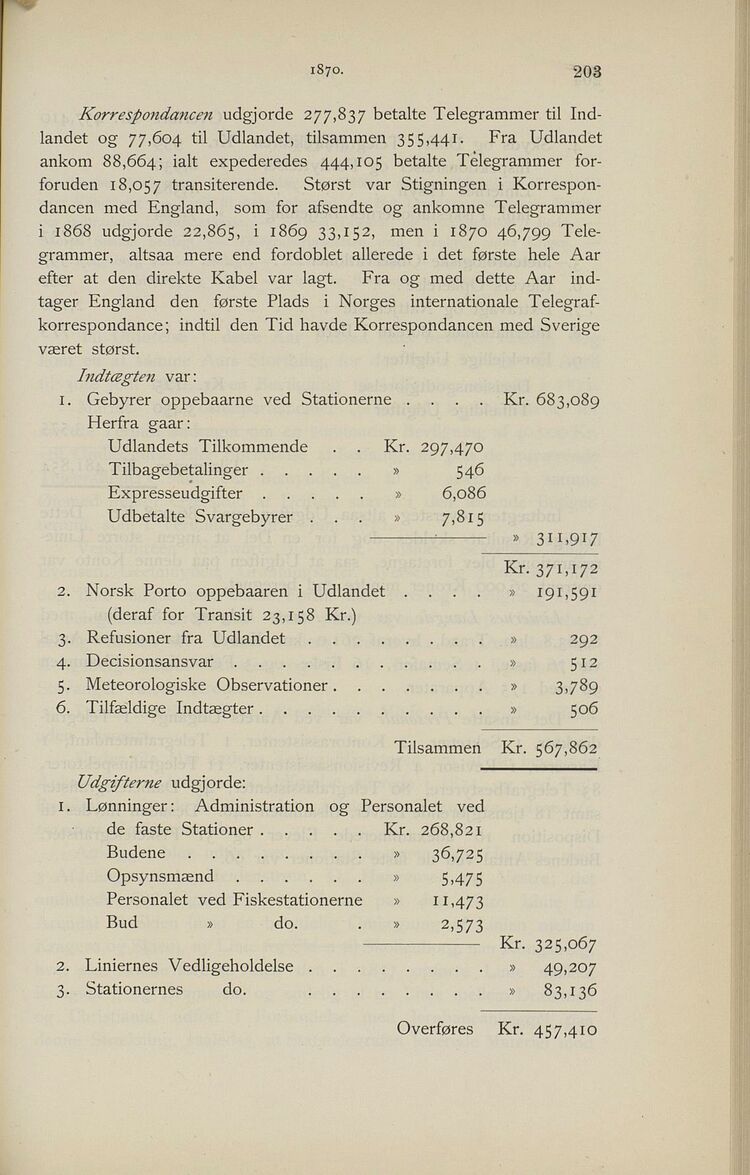 1870.
203
Korrespondancen udgjorde 277,837 betalte Telegrammer til Ind-
landet og 77,604 til Udlandet, tilsammen 355,441. Fra Udlandet
ankom 88,664; ialt expederedes 444,105 betalte Telegrammer for-
foruden 18,057 transiterende. Størst var Stigningen i Korrespon-
dancen med England, som for afsendte og ankomne Telegrammer
i 1868 udgjorde 22,865, i 1869 33,152, men i 1870 46,799 Tele-
grammer, altsaa mere end fordoblet allerede i det første hele Aar
efter at den direkte Kabel var lagt. Fra og med dette Aar ind-
tager England den første Plads i Norges internationale Telegraf-
korrespondance; indtil den Tid havde Korrespondancen med Sverige
været størst.
Indtægten var:
1. Gebyrer oppebaarne ved Stationerne . . . . Kr. 683,089
Herfra gaar:
Udlandets Tilkommende . . Kr. 297,470
Tilbagebetalinger . . . . . » 546
Expresseudgifter . . . . . » 6,086
Udbetalte Svargebyrer . . . » 7,815
» 311,917
Kr. 371,172
2. Norsk Porto oppebaaren i Udlandet . . . . » 191,591
(deraf for Transit 23,158 Kr.)
3. Refusioner fra Udlandet . . . . . . . . » 292
4. Decisionsansvar . . . . . . . . . . . » 512
5. Meteorologiske Observationer . . . . . . . » 3,789
6. Tilfældige Indtægter . . . . . . . . . . » 506
Tilsammen Kr. 567,862
Udgifterne udgjorde:
1. Lønninger: Administration og Personalet ved
de faste Stationer . . . . . Kr. 268,821
Budene . . . . . . . . » 36,725
Opsynsmænd . . . . . . » 5,475
Personalet ved Fiskestationerne » 11,473
Bud » do. . » 2,573
Kr. 325,067
2. Liniernes Vedligeholdelse . . . . . . . . » 49,207
3. Stationernes do. . . . . . . . . » 83,136
Overføres Kr. 457,410